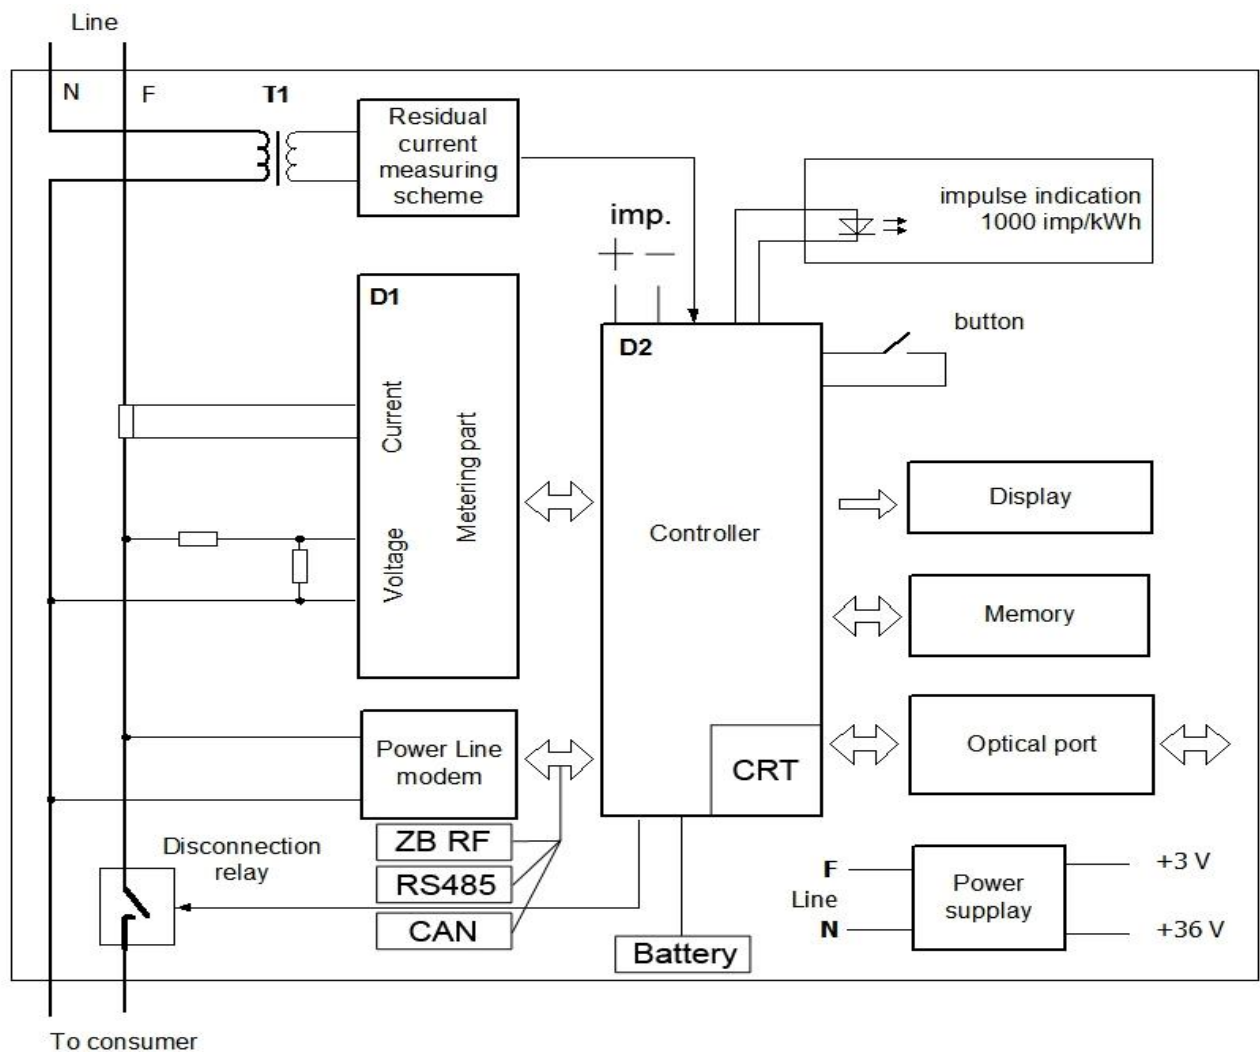 Line
N
F
T1
Residual
current
measuring
scheme
imp.
+ −
impulse indication
1000 imp/kWh
D1
Current
Metering part
Voltage
D2
button
Controller
Display
Memory
Optical port
CRT
Power Line
modem
ZB RF
RS485
CAN
Disconnection
relay
Battery
F
Line
N
Power
supplay
+3 V
+36 V
To consumer